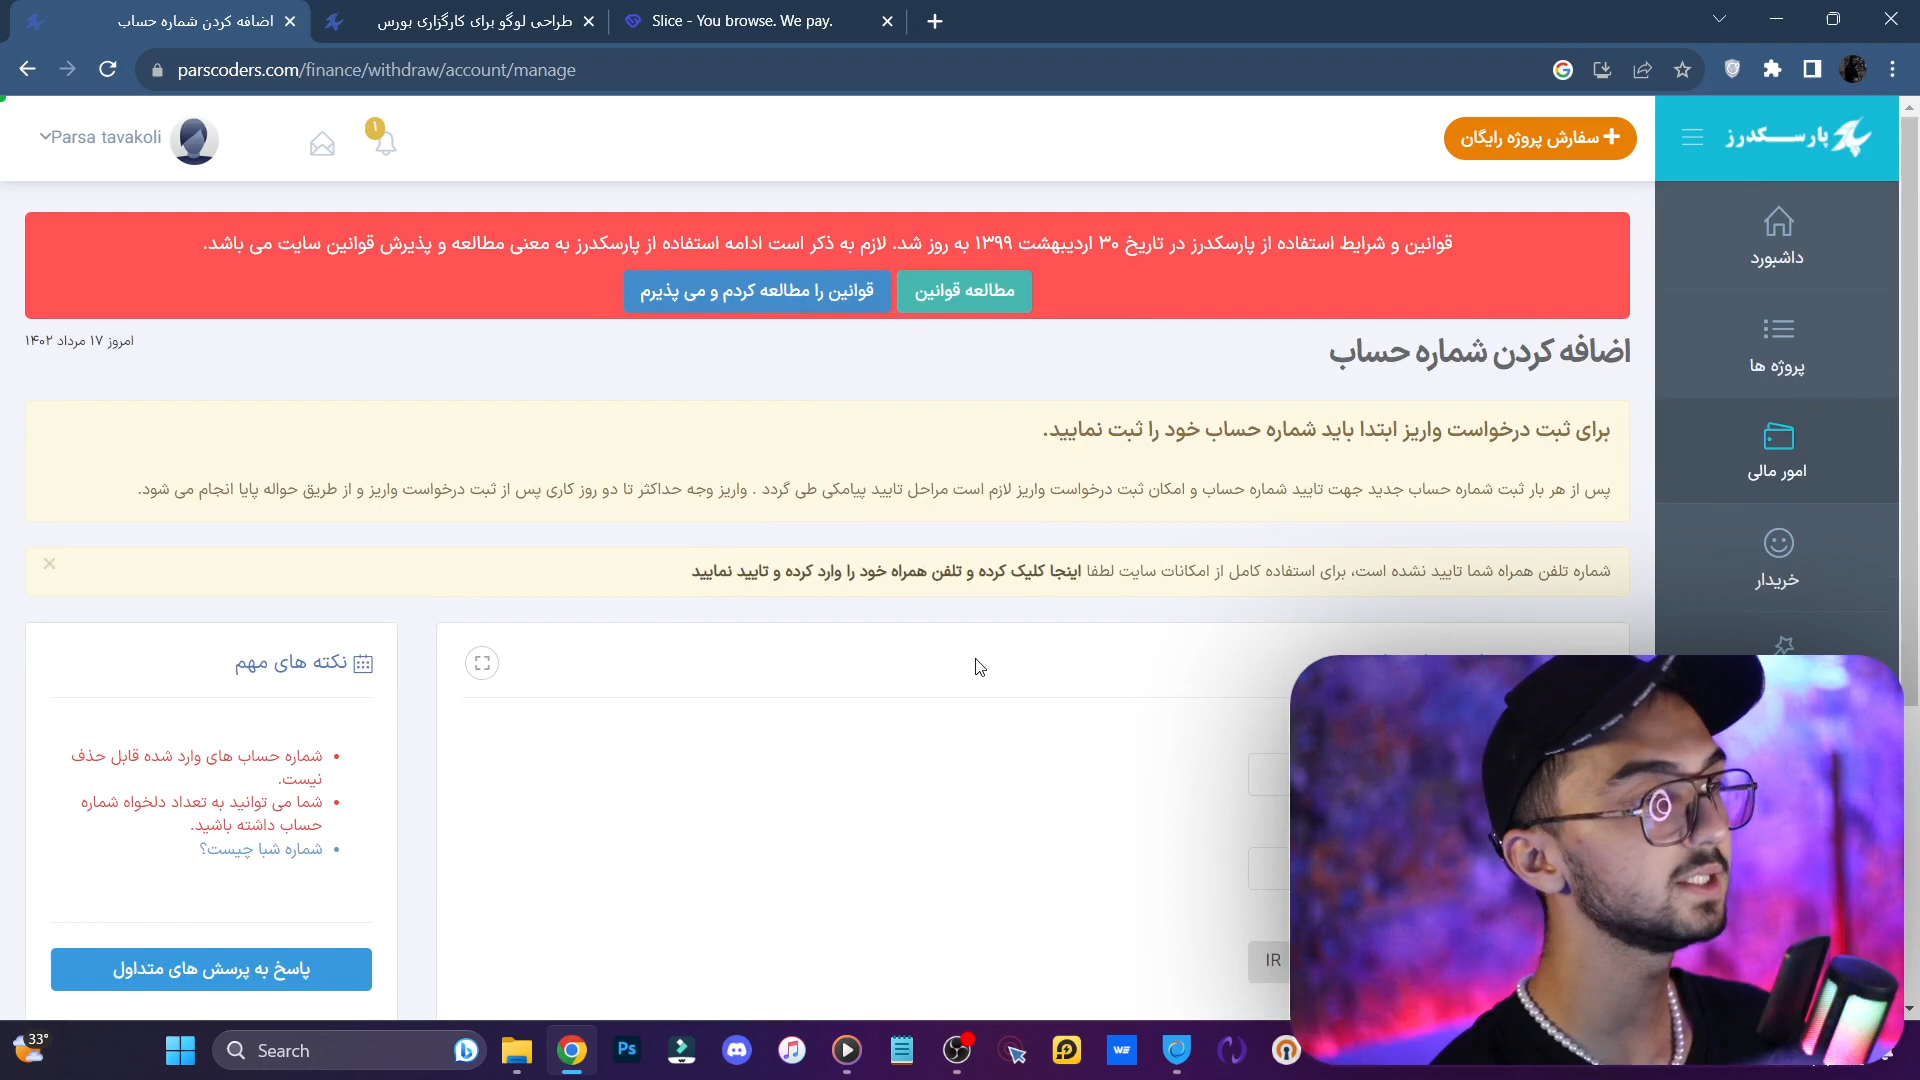 اضافه کردن شماره حساب
طراحی لوگو برای کارگزاری بورس
Slice - You browse. We pay.
parscoders.com/finance/withdraw/account/manage
Parsa tavakoli
۱
سفارش پروژه رایگان
پارسکدرز
قوانین و شرایط استفاده از پارسکدرز در تاریخ ۳۰ اردیبهشت ۱۳۹۹ به روز شد. لازم به ذکر است ادامه استفاده از پارسکدرز به معنی مطالعه و پذیرش قوانین سایت می باشد.
مطالعه قوانین
قوانین را مطالعه کردم و می پذیرم
داشبورد
امروز ۱۷ مرداد ۱۴۰۲
اضافه کردن شماره حساب
پروژه ها
برای ثبت درخواست واریز ابتدا باید شماره حساب خود را ثبت نمایید.
پس از هر بار ثبت شماره حساب جدید جهت تایید شماره حساب و امکان ثبت درخواست واریز لازم است مراحل تایید پیامکی طی گردد . واریز وجه حداکثر تا دو روز کاری پس از ثبت درخواست واریز و از طریق حواله پایا انجام می شود.
امور مالی
شماره تلفن همراه شما تایید نشده است، برای استفاده کامل از امکانات سایت لطفا اینجا کلیک کرده و تلفن همراه خود را وارد کرده و تایید نمایید
خریدار
نکته های مهم
شماره حساب های وارد شده قابل حذف
نیست.
شما می توانید به تعداد دلخواه شماره
حساب داشته باشید.
شماره شبا چیست؟
پاسخ به پرسش های متداول
IR
33°
Search
Ps
WE